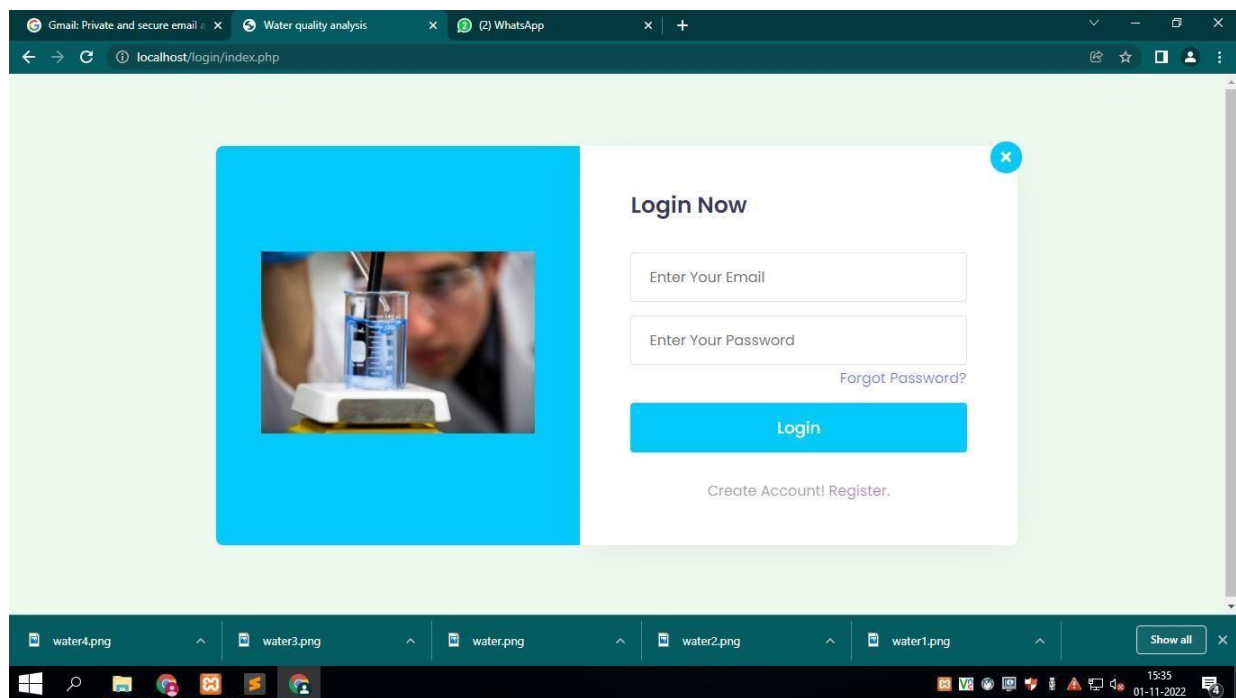 Gmail: Private and secure email a
Water quality analysis
(2) WhatsApp
localhost/login/index.php
Login Now
Enter Your Email
Enter Your Password
Forgot Password?
Login
Create Account! Register.
water4.png
water3.png
water.png
water2.png
water1.png
Show all
15:35
01-11-2022
4